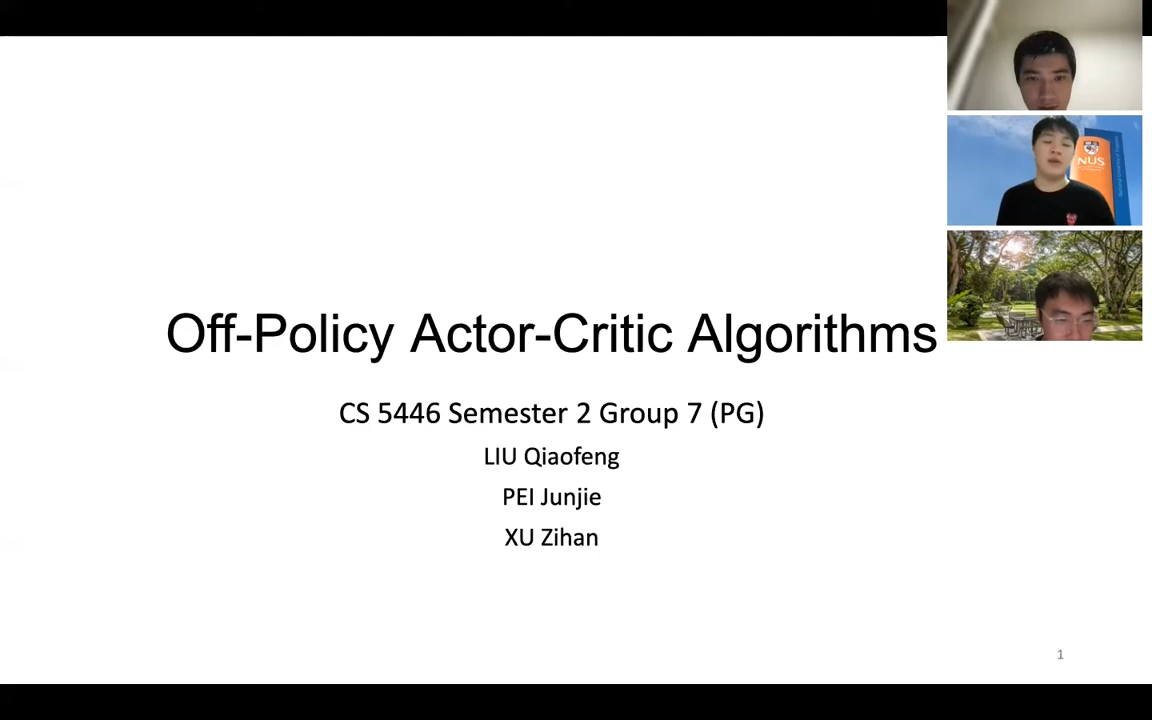 Off-Policy Actor-Critic Algorithms
CS 5446 Semester 2 Group 7 (PG)
LIU Qiaofeng
PEI Junjie
XU Zihan
NUS
1